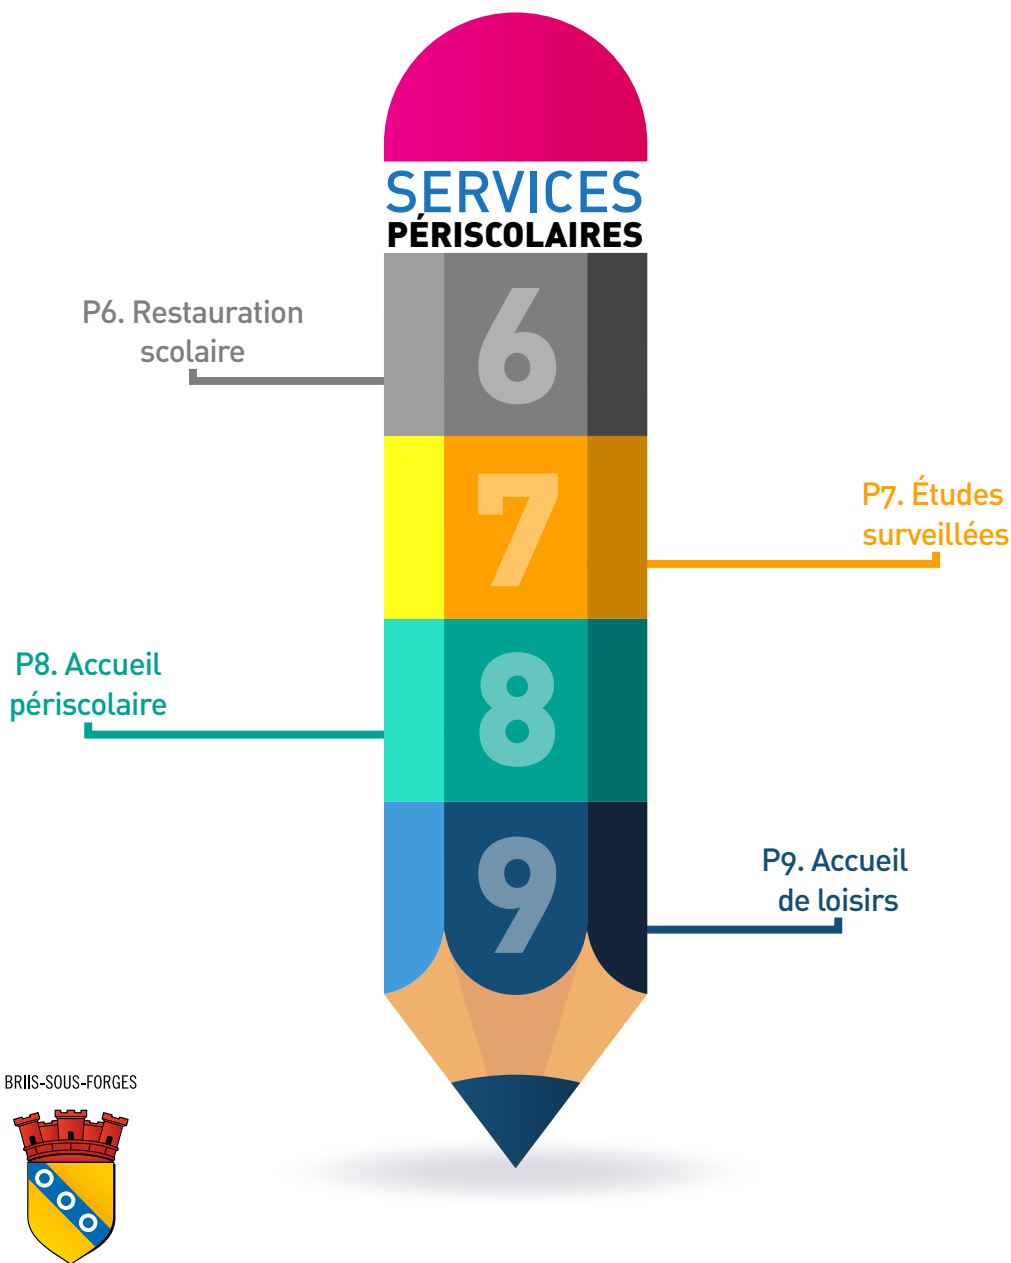 SERVICES
PÉRISCOLAIRES
6
P6. Restauration
scolaire
7
P7. Études
surveillées
8
P8. Accueil
périscolaire
9
P9. Accueil
de loisirs
BRIIS-SOUS-FORGES